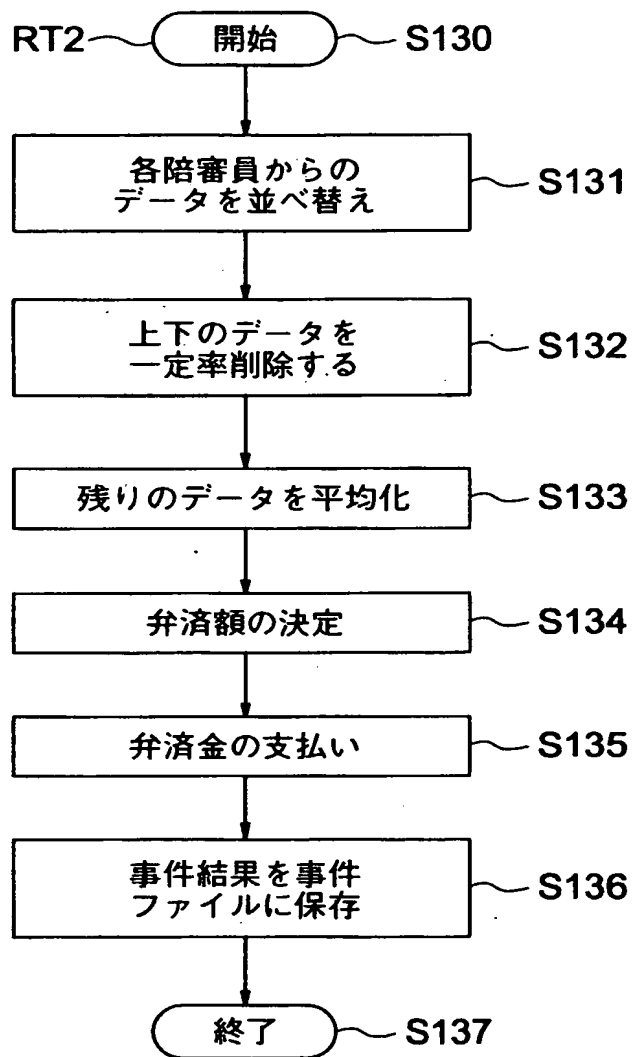 RT2 開始 S130
各陪審員からの
データを並べ替え
S131
上下のデータを
一定率削除する
S132
残りのデータを平均化 S133
弁済額の決定 S134
弁済金の支払い S135
事件結果を事件
ファイルに保存
S136
終了 S137